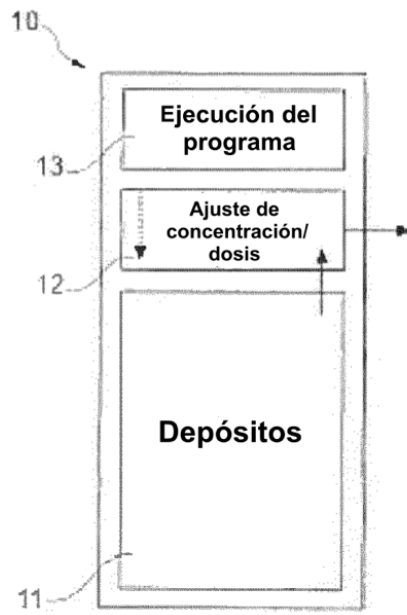 10
Ejecución del
programa
13
Ajuste de
concentración/
dosis
12
Depósitos
11